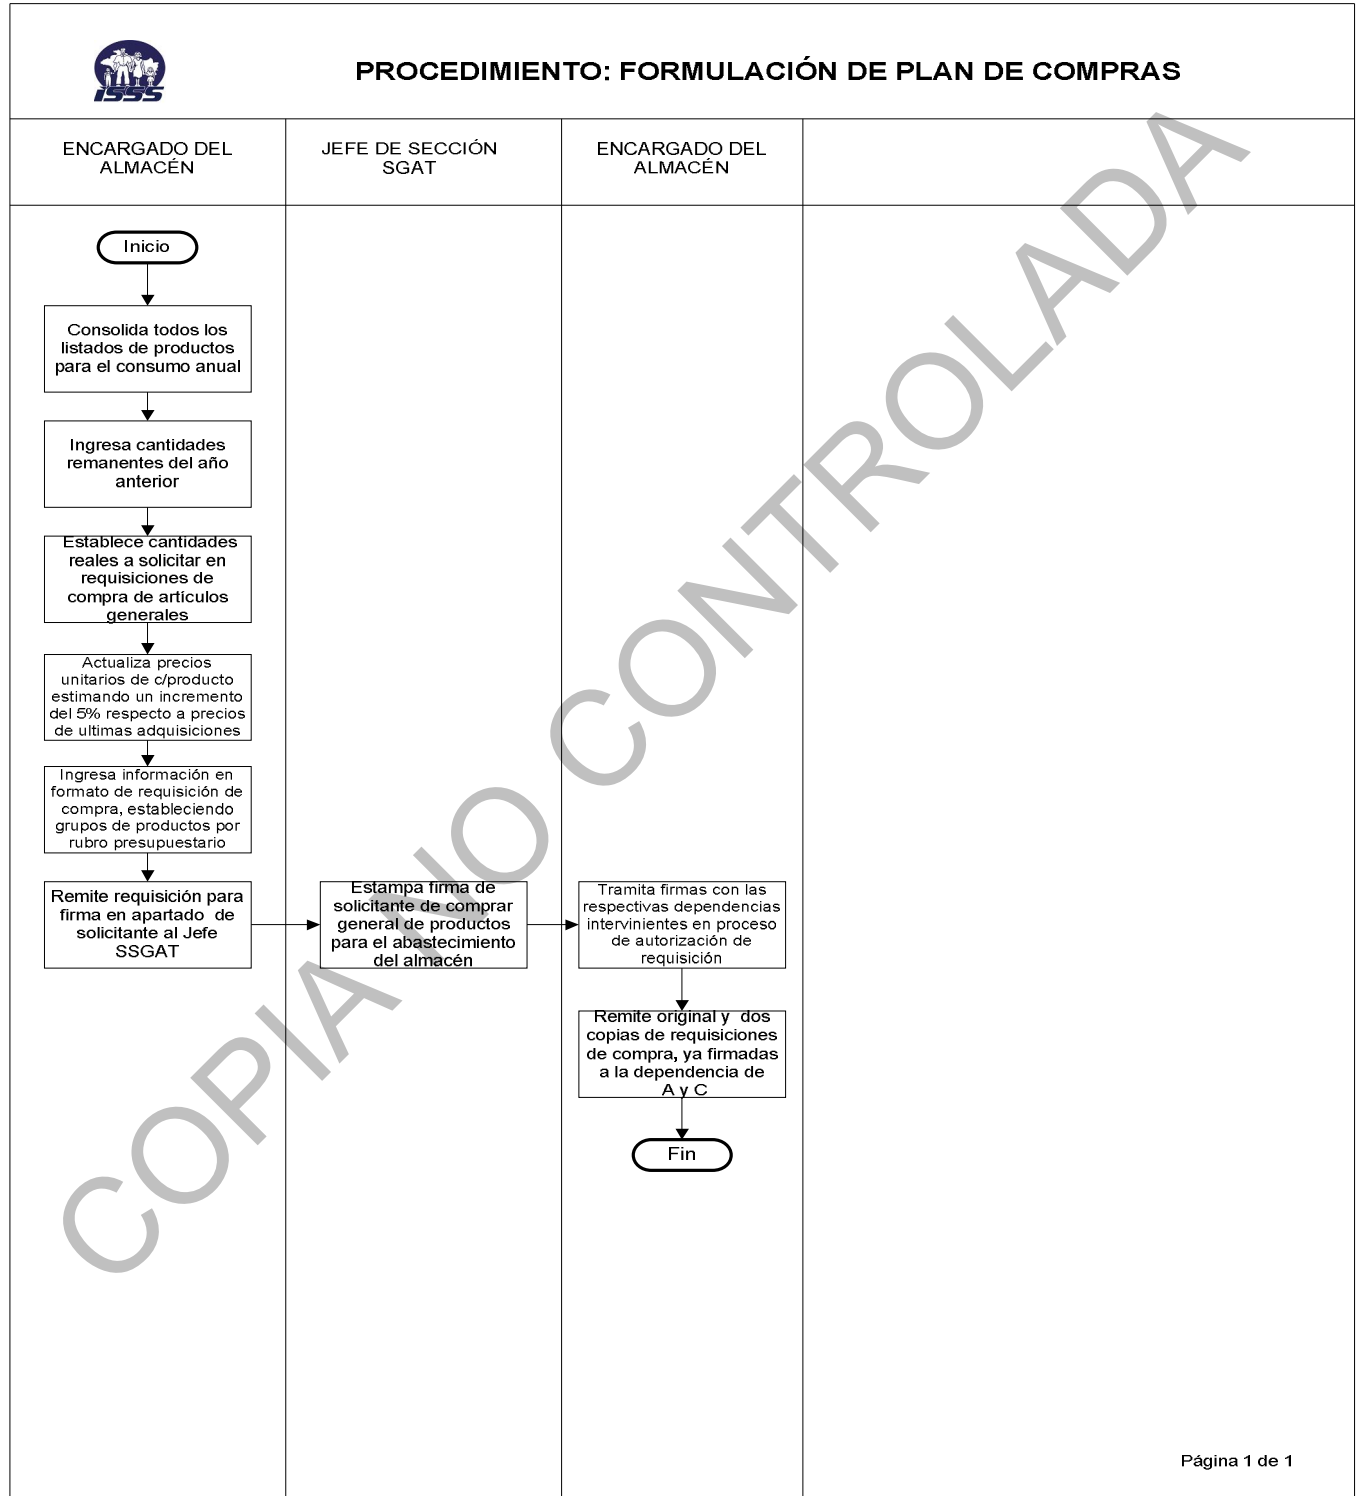 ISSS
PROCEDIMIENTO: FORMULACIÓN DE PLAN DE COMPRAS
ENCARGADO DEL
ALMACÉN
JEFE DE SECCIÓN
SGAT
ENCARGADO DEL
ALMACÉN
Inicio
Consolida todos los
listados de productos
para el consumo anual
Ingresa cantidades
remanentes del año
anterior
Establece cantidades
reales a solicitar en
requisiciones de
compra de artículos
generales
Actualiza precios
unitarios de c/producto
estimando un incremento
del 5% respecto a precios
de ultimas adquisiciones
Ingresa información en
formato de requisición de
compra, estableciendo
grupos de productos por
rubro presupuestario
Remite requisición para
firma en apartado de
solicitante al Jefe
SSGAT
Estampa firma de
solicitante de comprar
general de productos
para el abastecimiento
del almacén
Tramita firmas con las
respectivas dependencias
intervinientes en proceso
de autorización de
requisición
Remite original y dos
copias de requisiciones
de compra, ya firmadas
a la dependencia de
A y C
Fin
COPIA NO CONTROLADA
Página 1 de 1